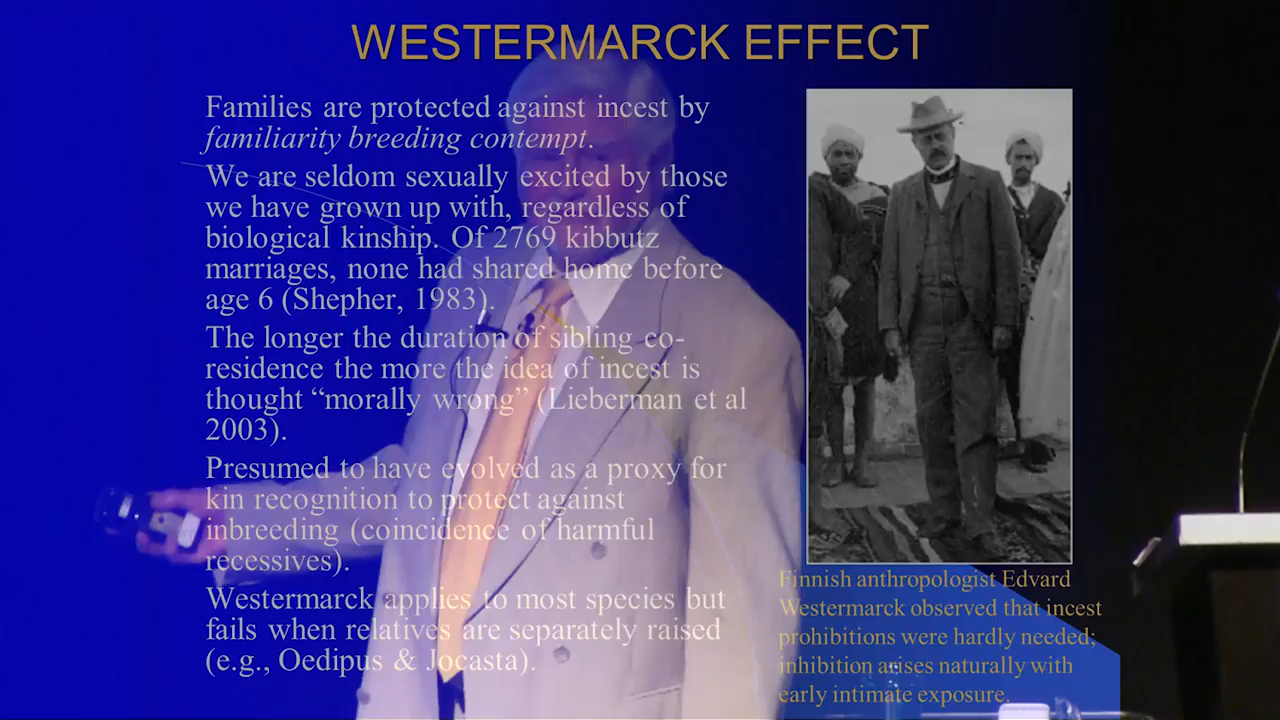 WESTERMARCK EFFECT
Families are protected against incest by
familiarity breeding contempt.
We are seldom sexually excited by those
we have grown up with, regardless of
biological kinship. Of 2769 kibbutz
marriages, none had shared home before
age 6 (Shepher, 1983).
The longer the duration of sibling co-
residence the more the idea of incest is
thought “morally wrong” (Lieberman et al
2003).
Presumed to have evolved as a proxy for
kin recognition to protect against
inbreeding (coincidence of harmful
recessives).
Westermarck applies to most species but
fails when relatives are separately raised
(e.g., Oedipus & Jocasta).
Finnish anthropologist Edvard
Westermarck observed that incest
prohibitions were hardly needed;
inhibition arises naturally with
early intimate exposure.